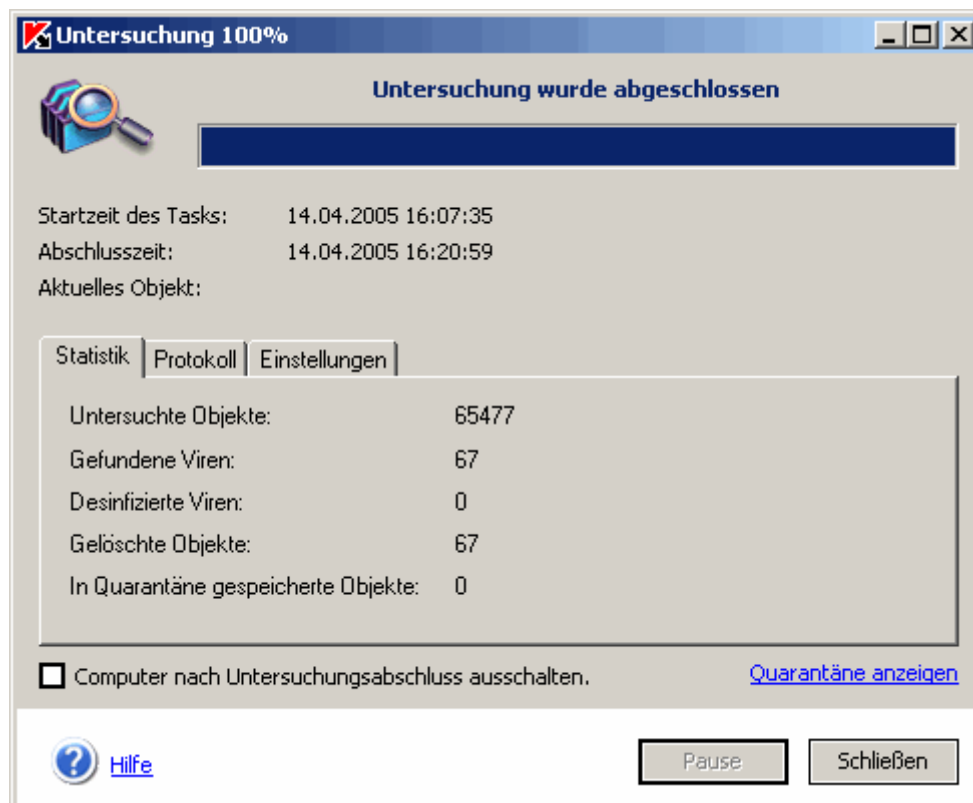 Untersuchung 100%
Untersuchung wurde abgeschlossen
Startzeit des Tasks: 14.04.2005 16:07:35
Abschlusszeit: 14.04.2005 16:20:59
Aktuelles Objekt:
Statistik Protokoll Einstellungen
Untersuchte Objekte: 65477
Gefundene Viren: 67
Desinfizierte Viren: 0
Gelöschte Objekte: 67
In Quarantäne gespeicherte Objekte: 0
Computer nach Untersuchungsabschluss ausschalten. Quarantäne anzeigen
Hilfe Pause Schließen